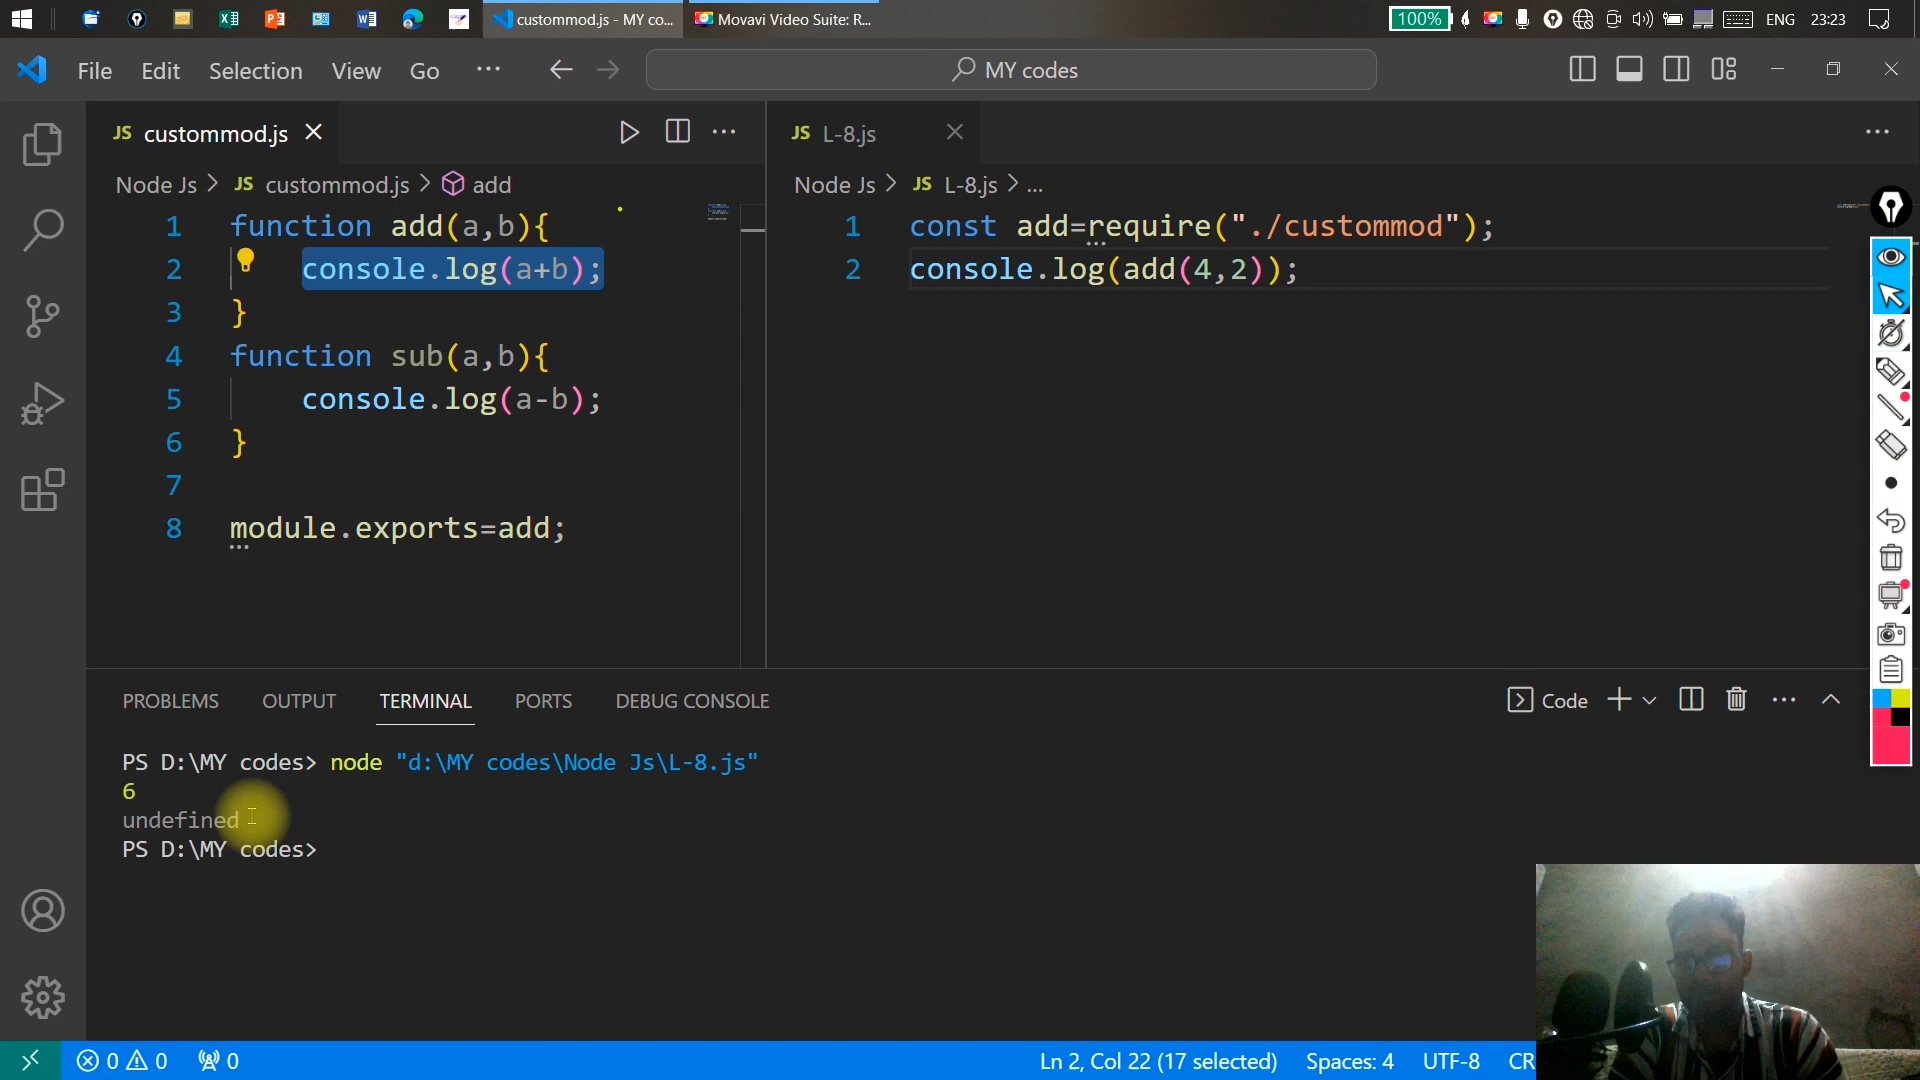 custommod.js - MY co...
Movavi Video Suite: R...
100%
ENG
23:23
File
Edit
Selection
View
Go
MY codes
JS custommod.js
Node Js > JS custommod.js > add
1 function add(a,b){
2 console.log(a+b);
3 }
4 function sub(a,b){
5 console.log(a-b);
6 }
7
8 module.exports=add;
JS L-8.js
Node Js > JS L-8.js > ...
1 const add=require("./custommod");
2 console.log(add(4,2));
PROBLEMS
OUTPUT
TERMINAL
PORTS
DEBUG CONSOLE
Code
PS D:\MY codes> node "d:\MY codes\Node Js\L-8.js"
6
undefined
PS D:\MY codes>
0 0
0
Ln 2, Col 22 (17 selected)
Spaces: 4
UTF-8
CR